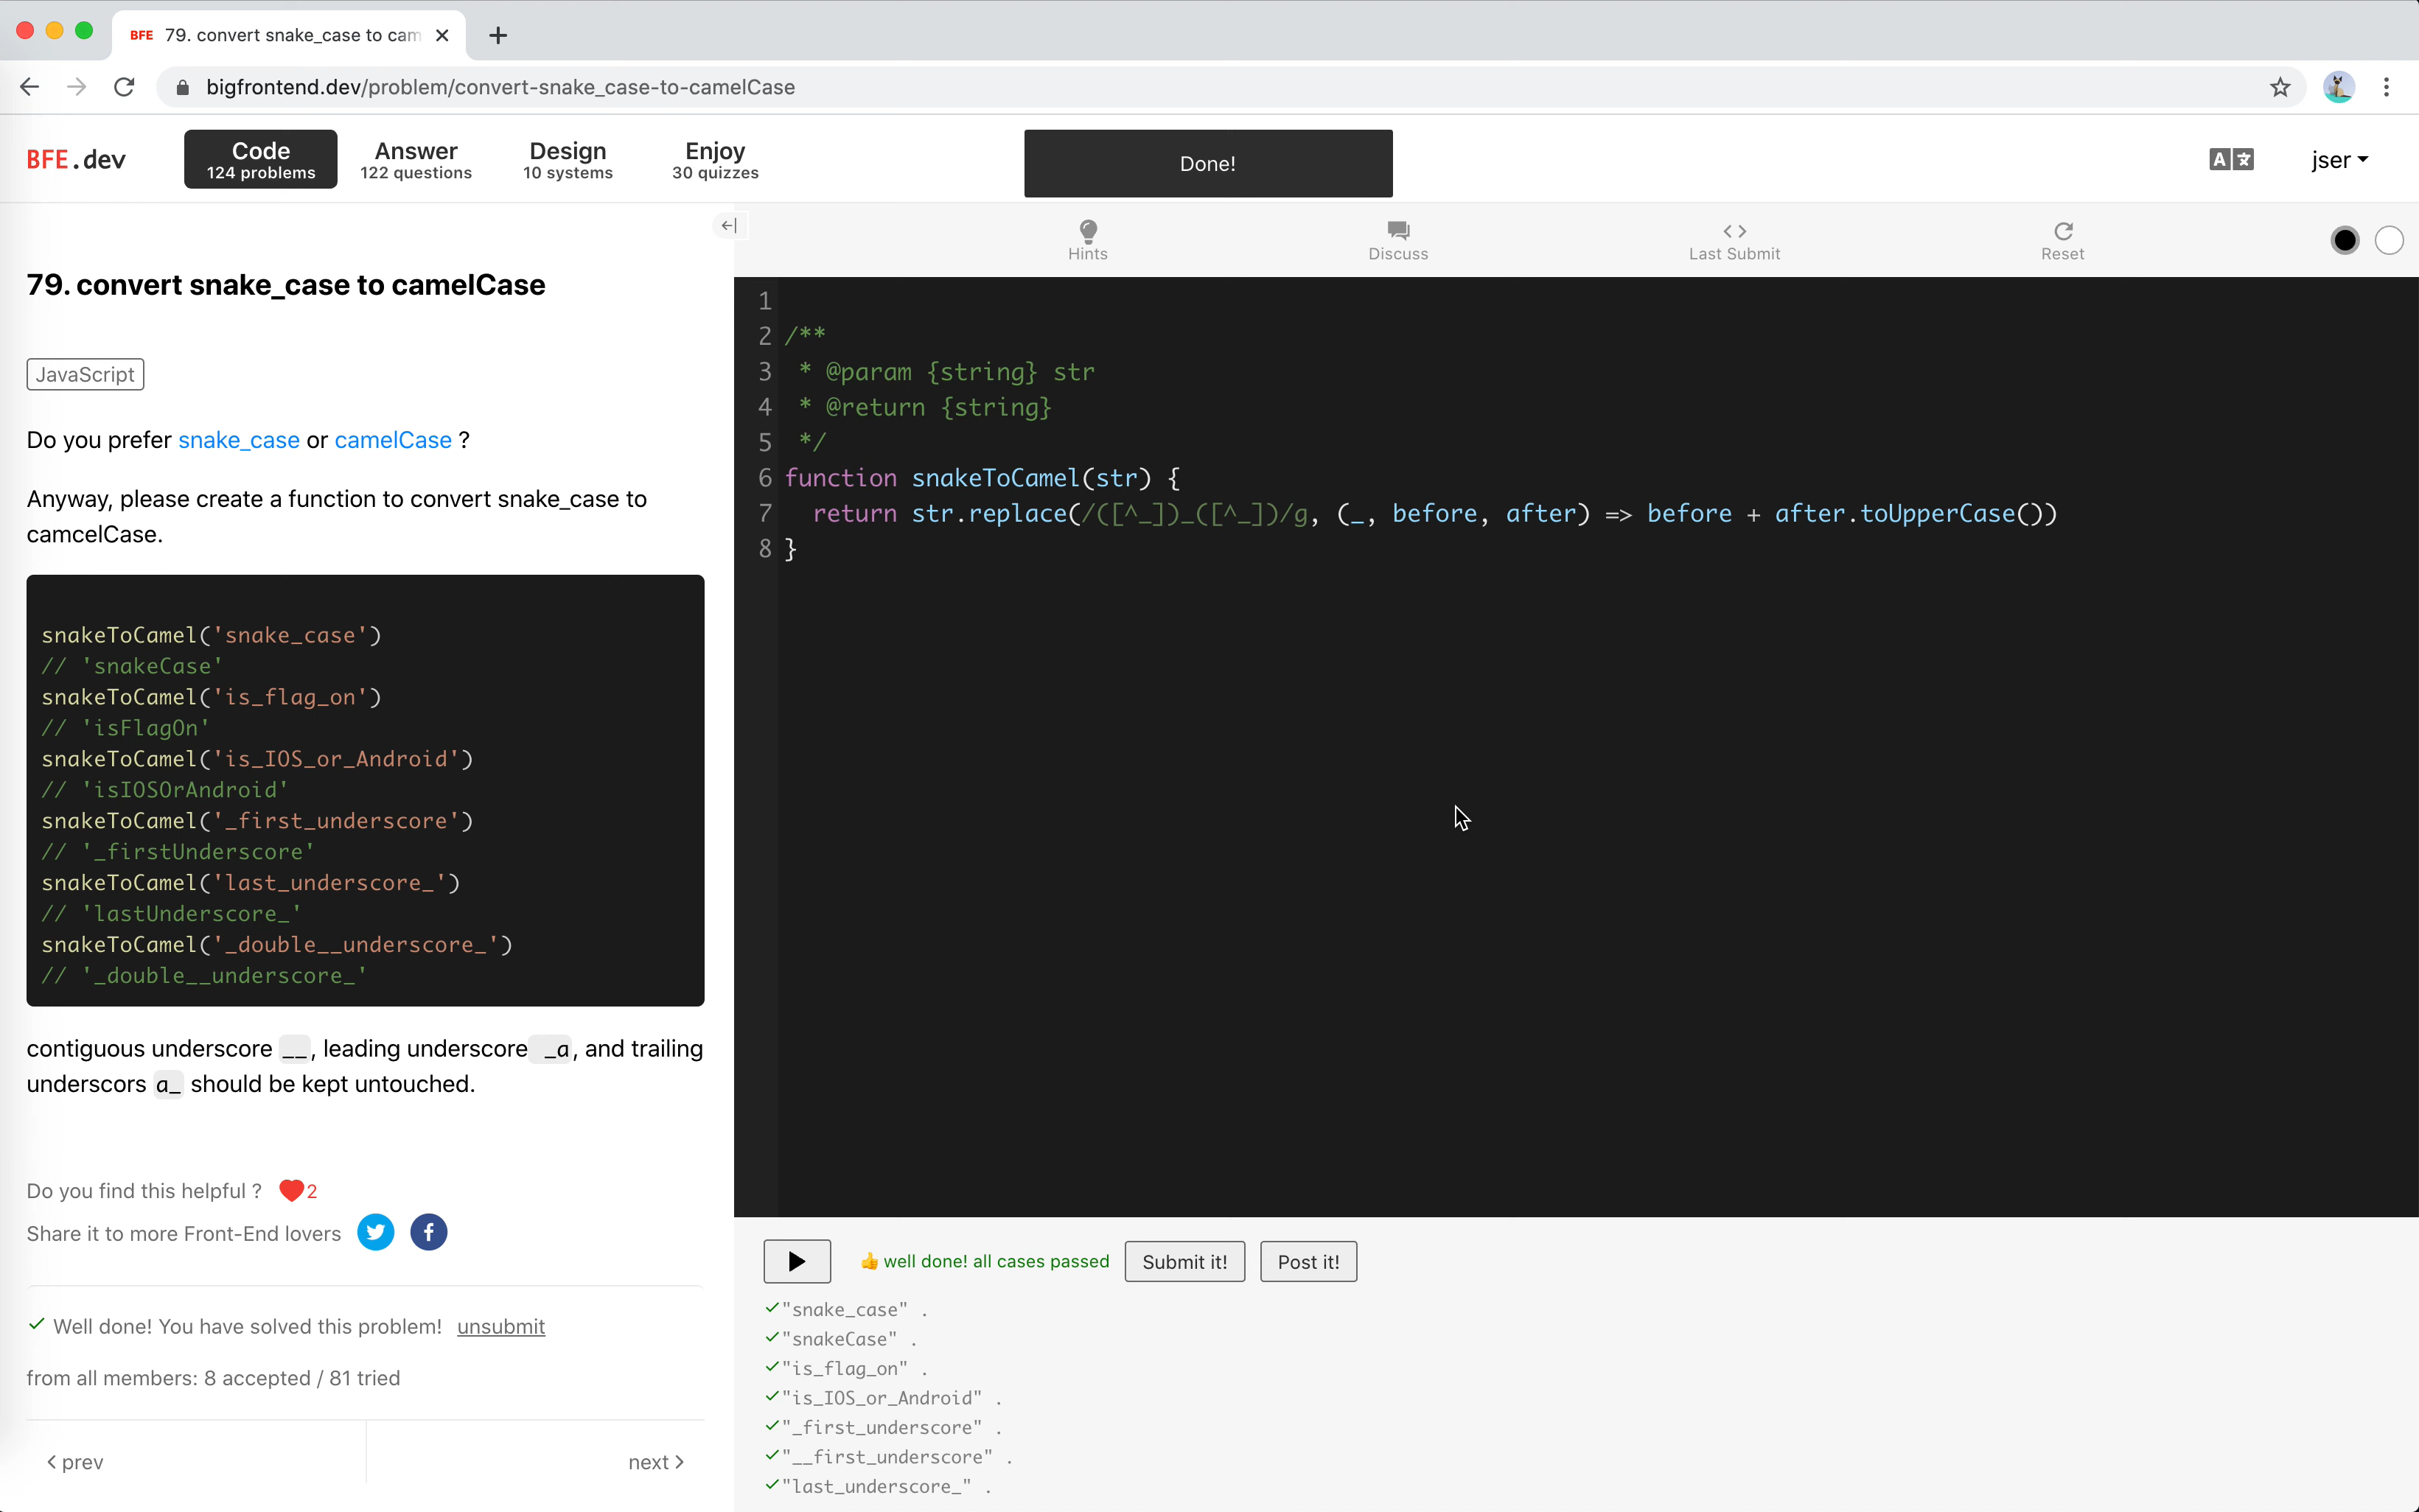 BFE 79. convert snake_case to cam
bigfrontend.dev/problem/convert-snake_case-to-camelCase
BFE.dev
Code
124 problems
Answer
122 questions
Design
10 systems
Enjoy
30 quizzes
Done!
jser
79. convert snake_case to camelCase
JavaScript
Do you prefer snake_case or camelCase ?
Anyway, please create a function to convert snake_case to
camcelCase.
snakeToCamel('snake_case')
// 'snakeCase'
snakeToCamel('is_flag_on')
// 'isFlagOn'
snakeToCamel('is_IOS_or_Android')
// 'isIOSOrAndroid'
snakeToCamel('_first_underscore')
// '_firstUnderscore'
snakeToCamel('last_underscore_')
// 'lastUnderscore_'
snakeToCamel('_double__underscore_')
// '_double__underscore_'
contiguous underscore __, leading underscore _a, and trailing
underscors a_ should be kept untouched.
Do you find this helpful ? 2
Share it to more Front-End lovers
Well done! You have solved this problem! unsubmit
from all members: 8 accepted / 81 tried
prev
next
Hints
Discuss
Last Submit
Reset
1
2 /**
3 * @param {string} str
4 * @return {string}
5 */
6 function snakeToCamel(str) {
7 return str.replace(/([^_])_([^_])/g, (_, before, after) => before + after.toUpperCase())
8 }
👍 well done! all cases passed
Submit it!
Post it!
✓"snake_case" .
✓"snakeCase" .
✓"is_flag_on" .
✓"is_IOS_or_Android" .
✓"_first_underscore" .
✓"__first_underscore" .
✓"last_underscore_" .